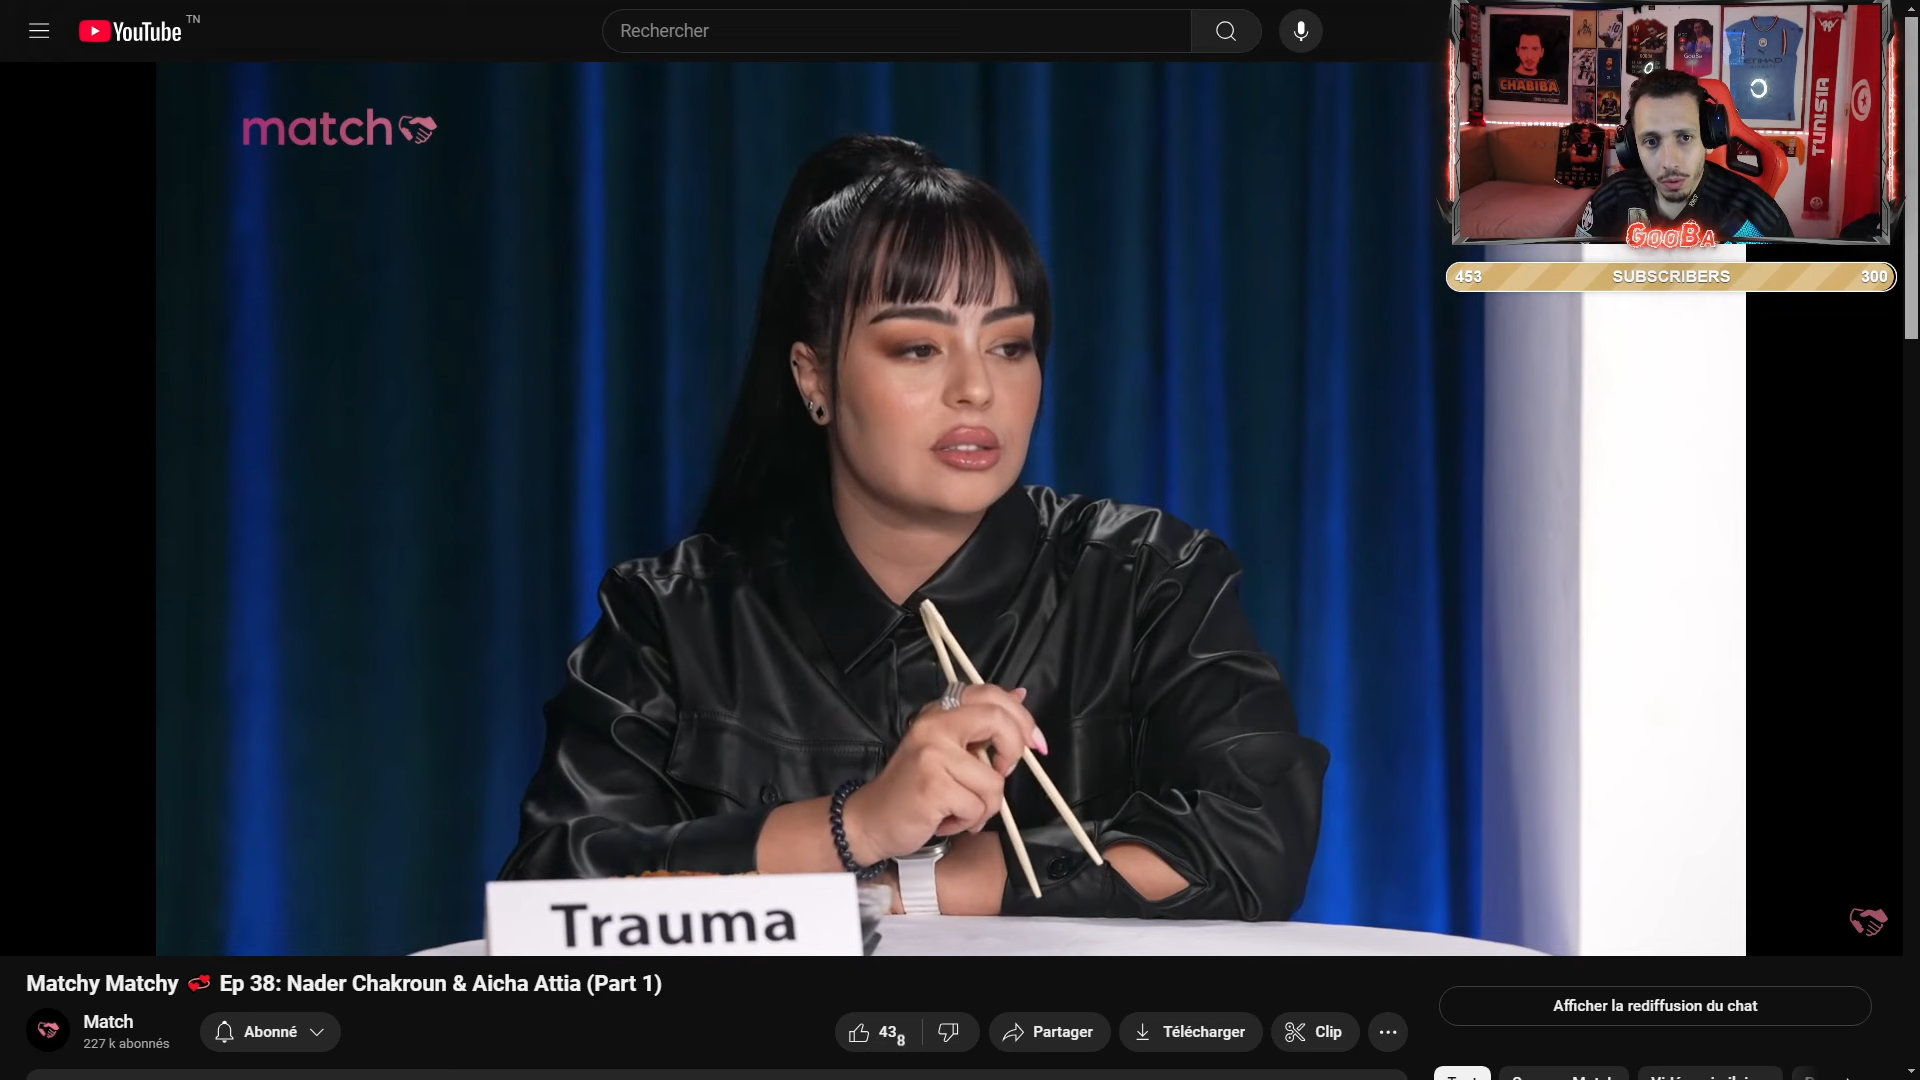 YouTube TN
Rechercher
match
CHABIBA
ETIHAD
TUNISIA
GooBa
453 SUBSCRIBERS 300
Trauma
Matchy Matchy 💞 Ep 38: Nader Chakroun & Aicha Attia (Part 1)
Match
227 k abonnés
Abonné
43
8
Partager
Télécharger
Clip
Afficher la rediffusion du chat